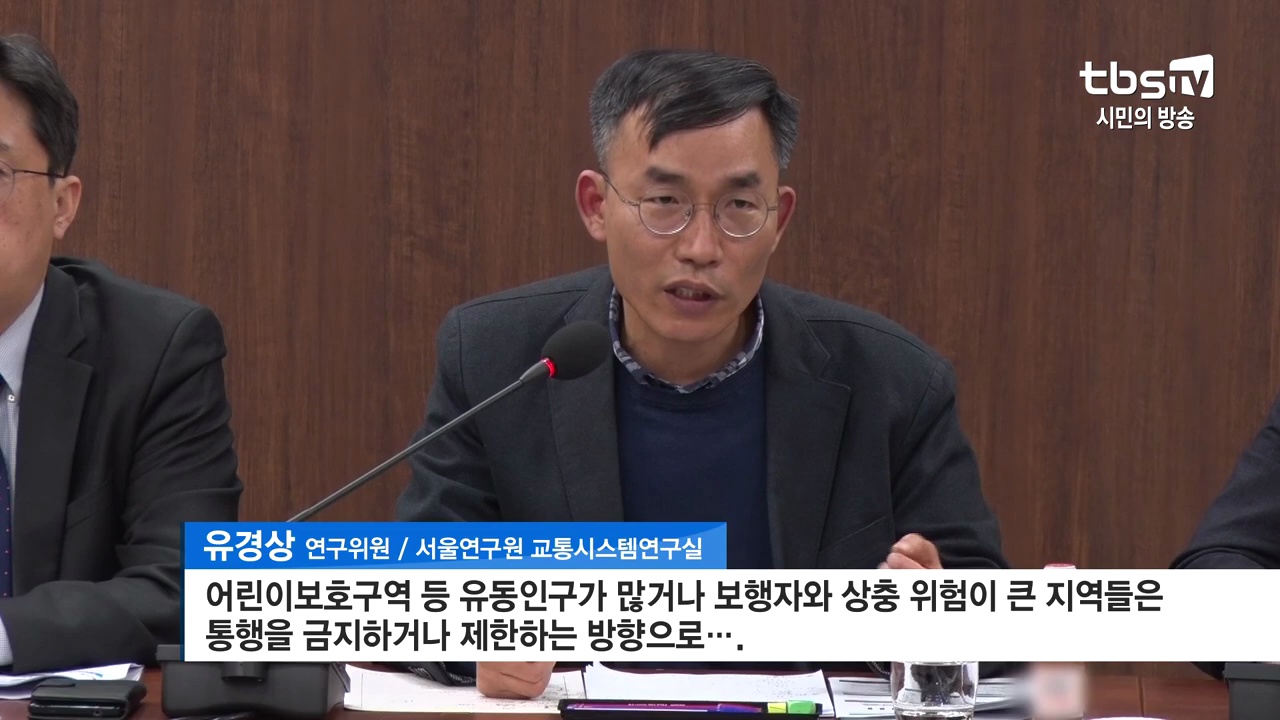 tbs TV
시민의 방송
유경상 연구위원 / 서울연구원 교통시스템연구실
어린이보호구역 등 유동인구가 많거나 보행자와 상충 위험이 큰 지역들은
통행을 금지하거나 제한하는 방향으로….